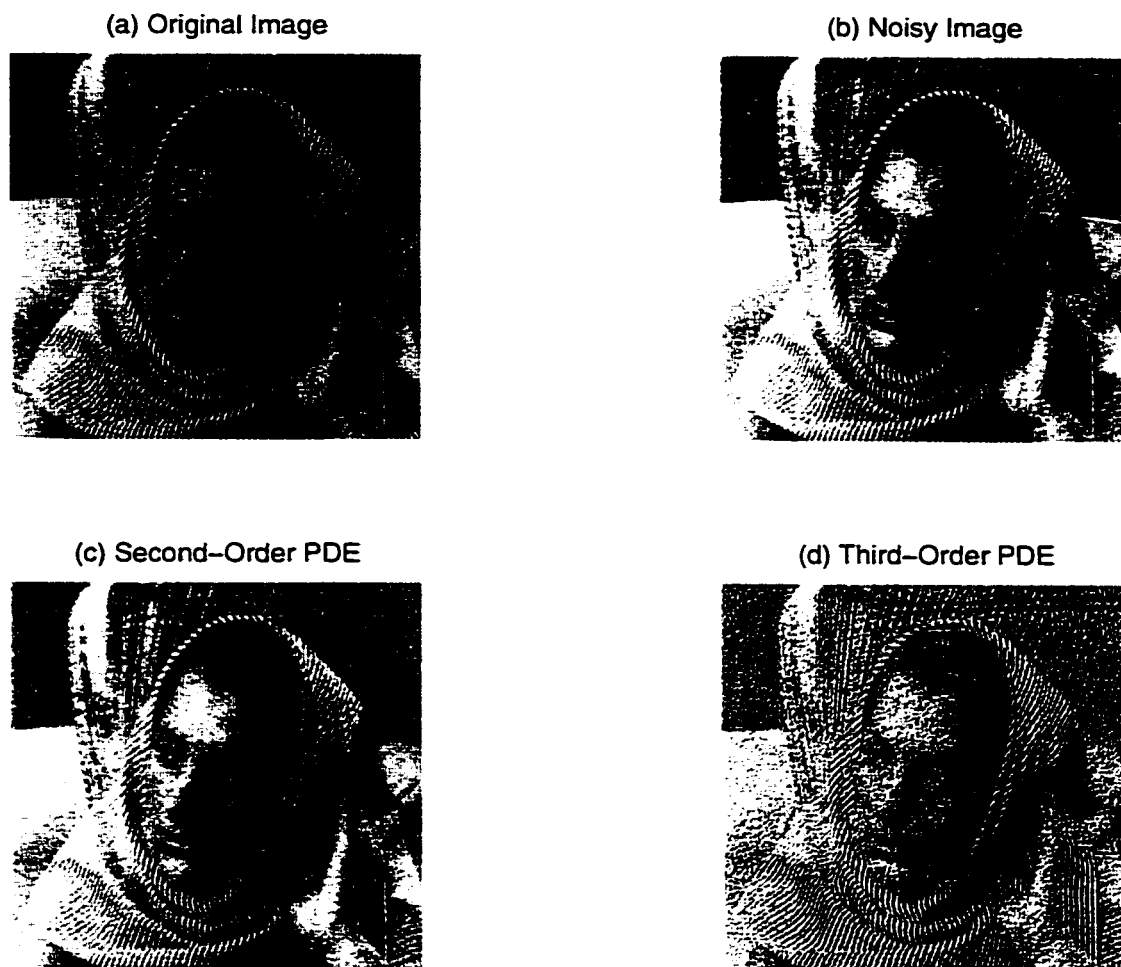 (a) Original Image
(b) Noisy Image
(c) Second–Order PDE
(d) Third–Order PDE